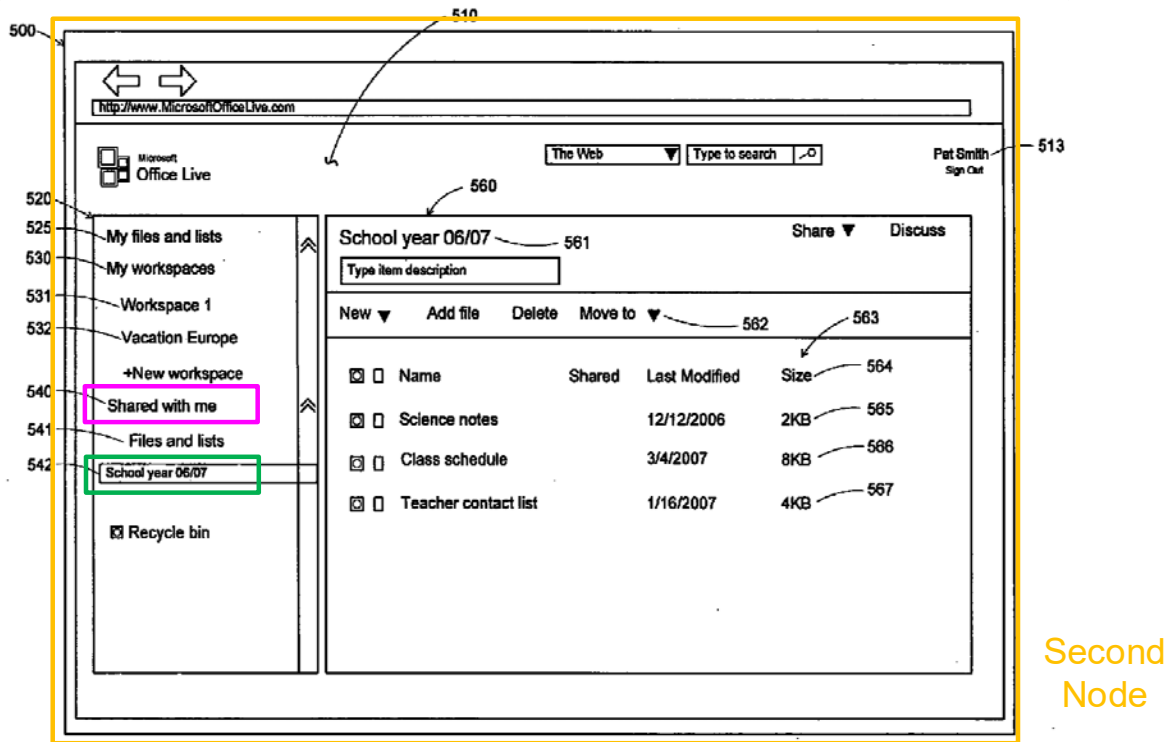 510
500
http://www.MicrosoftOfficeLive.com
Microsoft
Office Live
The Web
Type to search
Pat Smith
Sign Out
513
520
560
525
My files and lists
School year 06/07
561
Share
Discuss
530
My workspaces
Type item description
531
Workspace 1
New
Add file
Delete
Move to
562
563
532
Vacation Europe
+New workspace
Name
Shared
Last Modified
Size
564
540
Shared with me
Science notes
12/12/2006
2KB
565
541
Files and lists
Class schedule
3/4/2007
8KB
566
542
School year 06/07
Teacher contact list
1/16/2007
4KB
567
Recycle bin
Second
Node